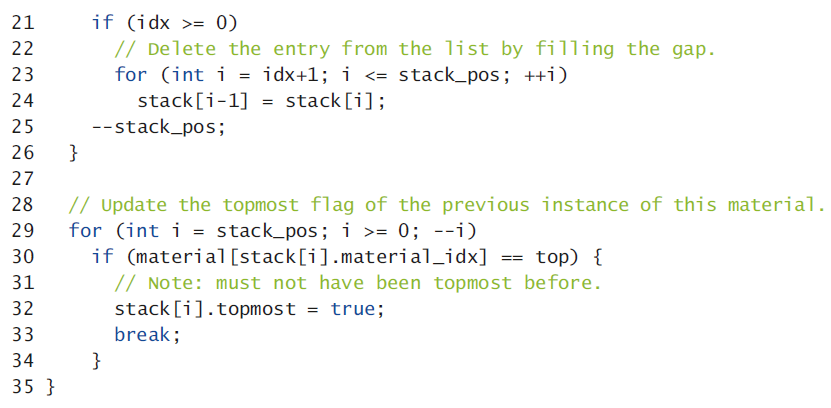 21     if (idx >= 0)
22       // Delete the entry from the list by filling the gap.
23       for (int i = idx+1; i <= stack_pos; ++i)
24         stack[i-1] = stack[i];
25     --stack_pos;
26   }
27
28   // Update the topmost flag of the previous instance of this material.
29   for (int i = stack_pos; i >= 0; --i)
30     if (material[stack[i].material_idx] == top) {
31       // Note: must not have been topmost before.
32       stack[i].topmost = true;
33       break;
34     }
35 }